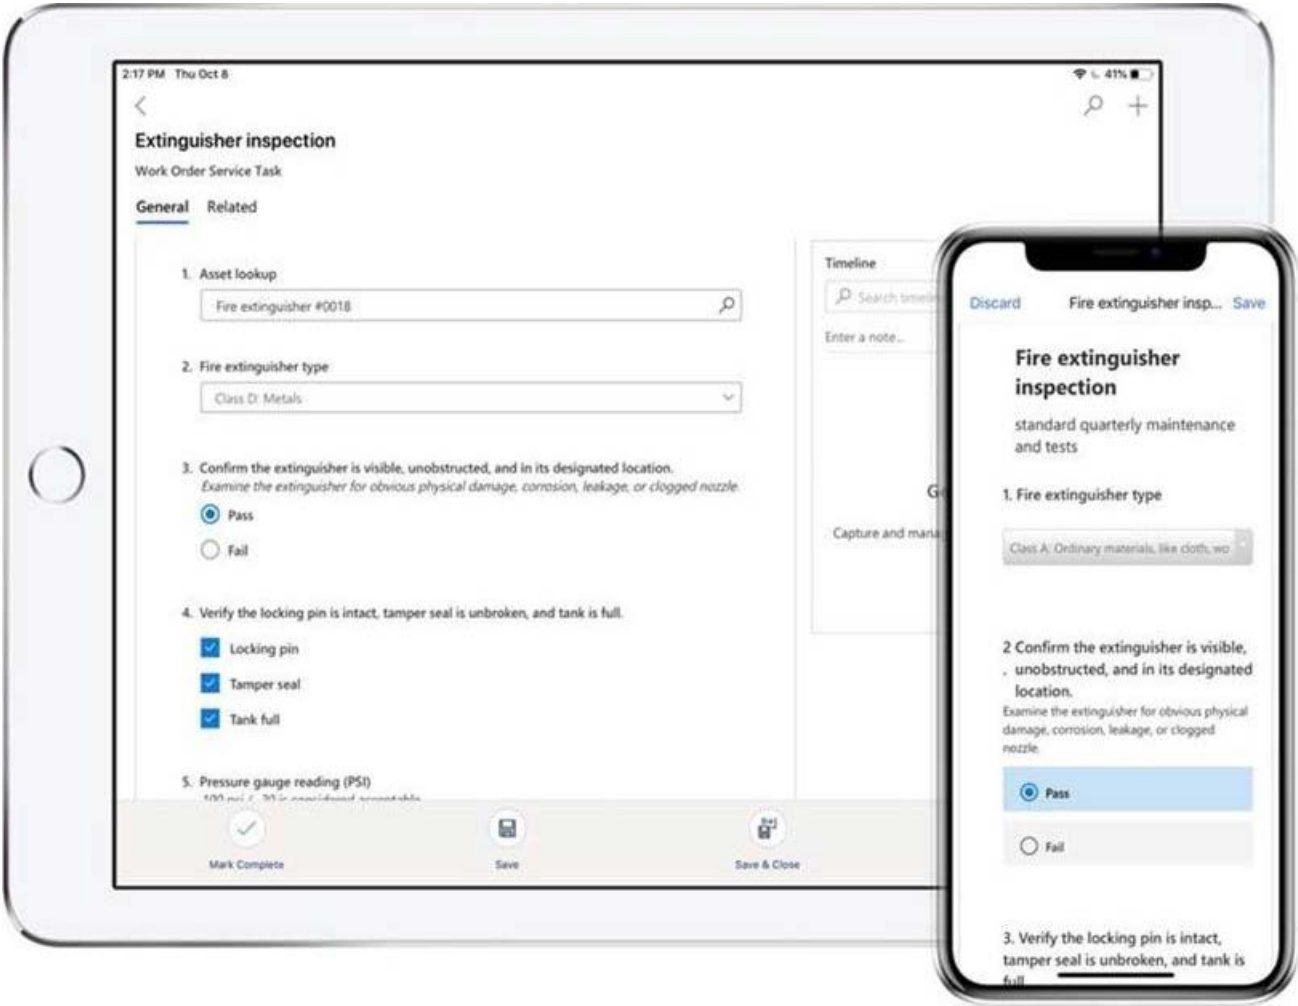 2:17 PM Thu Oct 8
41%
Extinguisher inspection
Work Order Service Task
General Related
1. Asset lookup
Fire extinguisher #0018
2. Fire extinguisher type
Class D: Metals
3. Confirm the extinguisher is visible, unobstructed, and in its designated location.
Examine the extinguisher for obvious physical damage, corrosion, leakage, or clogged nozzle.
Pass
Fail
4. Verify the locking pin is intact, tamper seal is unbroken, and tank is full.
Locking pin
Tamper seal
Tank full
5. Pressure gauge reading (PSI)
Mark Complete
Save
Save & Close
Timeline
Search
Enter a note...
Capture and
Discard
Fire extinguisher insp...
Save
Fire extinguisher
inspection
standard quarterly maintenance
and tests
1. Fire extinguisher type
Class A: Ordinary materials, like cloth, wo
2 Confirm the extinguisher is visible,
. unobstructed, and in its designated
location.
Examine the extinguisher for obvious physical
damage, corrosion, leakage, or clogged
nozzle.
Pass
Fail
3. Verify the locking pin is intact,
tamper seal is unbroken, and tank is
full